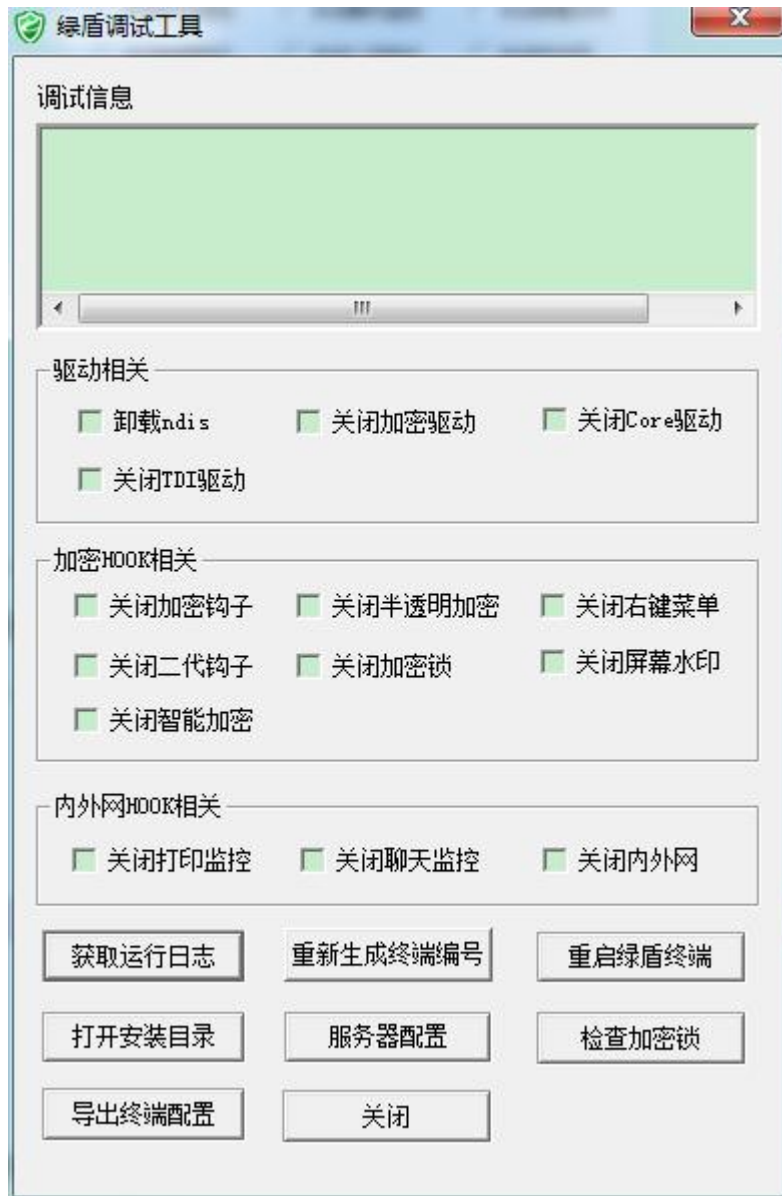 绿盾调试工具
调试信息
驱动相关
卸载ndis 关闭加密驱动 关闭Core驱动
关闭TDI驱动
加密HOOK相关
关闭加密钩子 关闭半透明加密 关闭右键菜单
关闭二代钩子 关闭加密锁 关闭屏幕水印
关闭智能加密
内外网HOOK相关
关闭打印监控 关闭聊天监控 关闭内外网
获取运行日志 重新生成终端编号 重启绿盾终端
打开安装目录 服务器配置 检查加密锁
导出终端配置 关闭